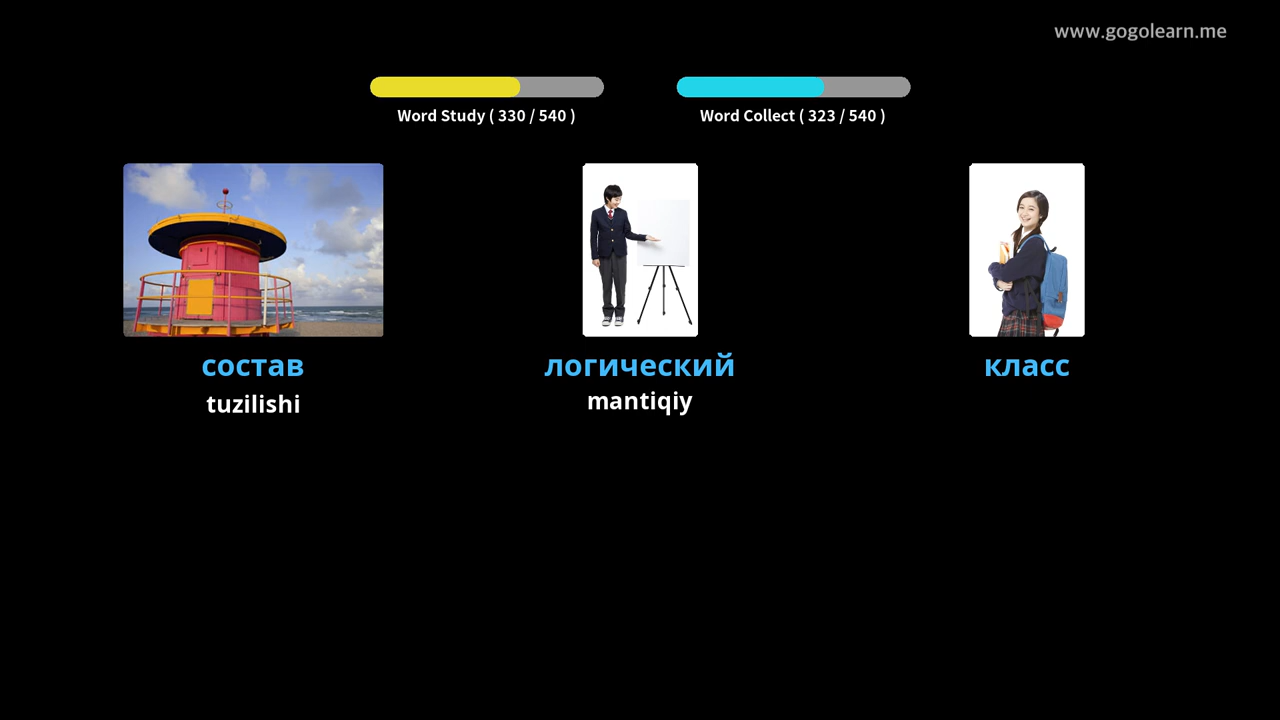 www.gogolearn.me
Word Study ( 330 / 540 )
Word Collect ( 323 / 540 )
состав
логический
класс
tuzilishi
mantiqiy